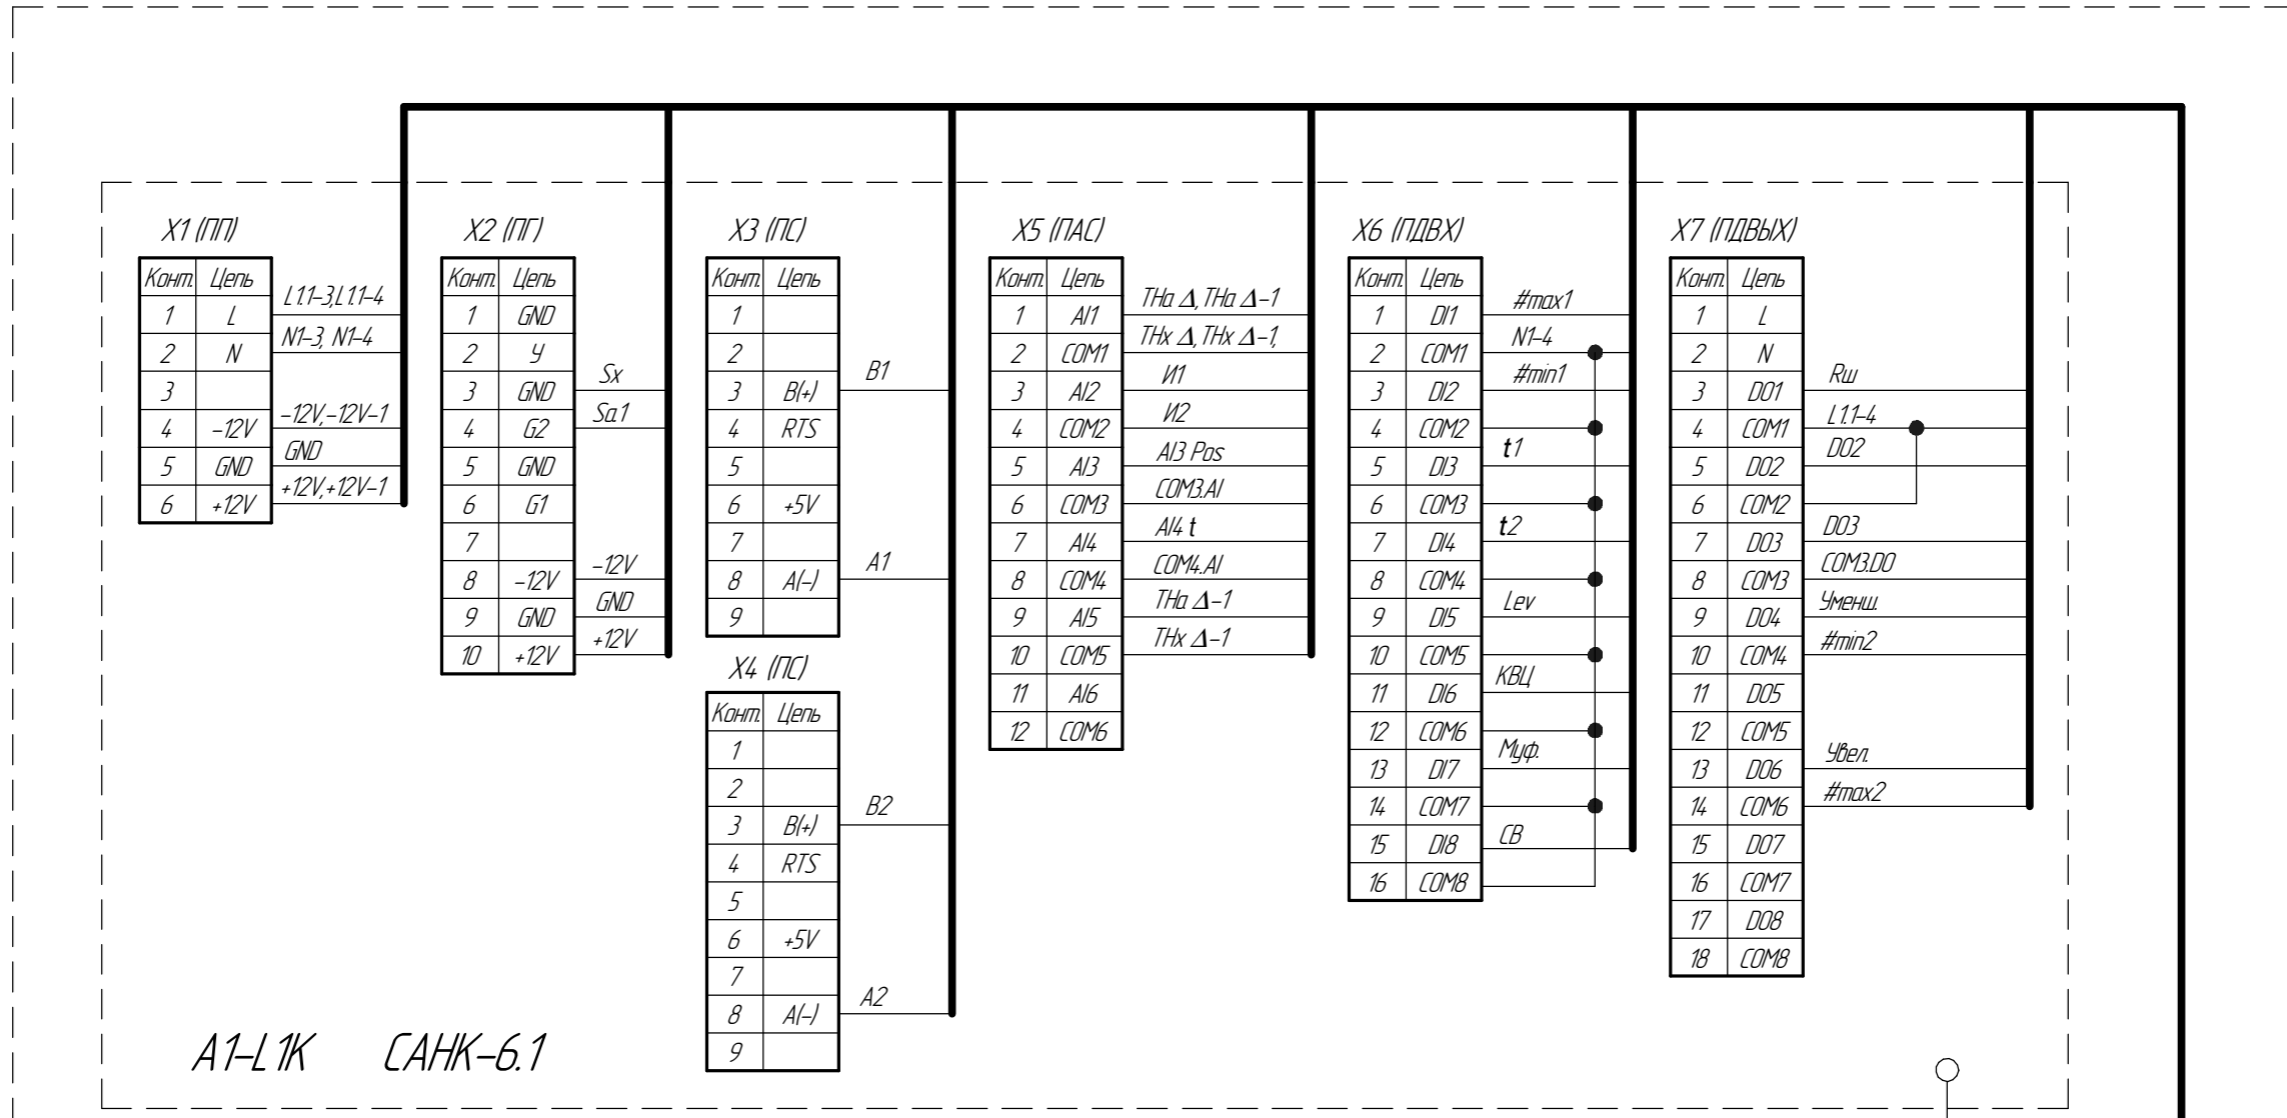 X1 (ПП)
Конт. Цепь
1 L L1.1-3,L1.1-4
2 N N1-3, N1-4
3
4 -12V -12V,-12V-1
5 GND GND
6 +12V +12V,+12V-1
X2 (ПГ)
Конт. Цепь
1 GND
2 У
3 GND Sx
4 G2 Sa1
5 GND
6 G1
7
8 -12V -12V
9 GND GND
10 +12V +12V
X3 (ПС)
Конт. Цепь
1
2
3 B(+) B1
4 RTS
5
6 +5V
7
8 A(-) A1
9
X4 (ПС)
Конт. Цепь
1
2
3 B(+) B2
4 RTS
5
6 +5V
7
8 A(-) A2
9
X5 (ПАС)
Конт. Цепь
1 AI1 THa Δ,THa Δ-1
2 COM1 THx Δ,THx Δ-1,
3 AI2 И1
4 COM2 И2
5 AI3 AI3 Pos
6 COM3 COM3.AI
7 AI4 AI4 t
8 COM4 COM4.AI
9 AI5 THa Δ-1
10 COM5 THx Δ-1
11 AI6
12 COM6
X6 (ПДВХ)
Конт. Цепь
1 DI1 #max1
2 COM1 N1-4
3 DI2 #min1
4 COM2
5 DI3 t1
6 COM3
7 DI4 t2
8 COM4
9 DI5 Lev
10 COM5
11 DI6 КВЦ
12 COM6
13 DI7 Муф.
14 COM7
15 DI8 СВ
16 COM8
X7 (ПДВЫХ)
Конт. Цепь
1 L
2 N
3 DO1 Rш
4 COM1 L1.1-4
5 DO2 DO2
6 COM2
7 DO3 DO3
8 COM3 COM3.DO
9 DO4 Уменш.
10 COM4 #min2
11 DO5
12 COM5
13 DO6 Увел.
14 COM6 #max2
15 DO7
16 COM7
17 DO8
18 COM8
A1-L1K САНК-6.1